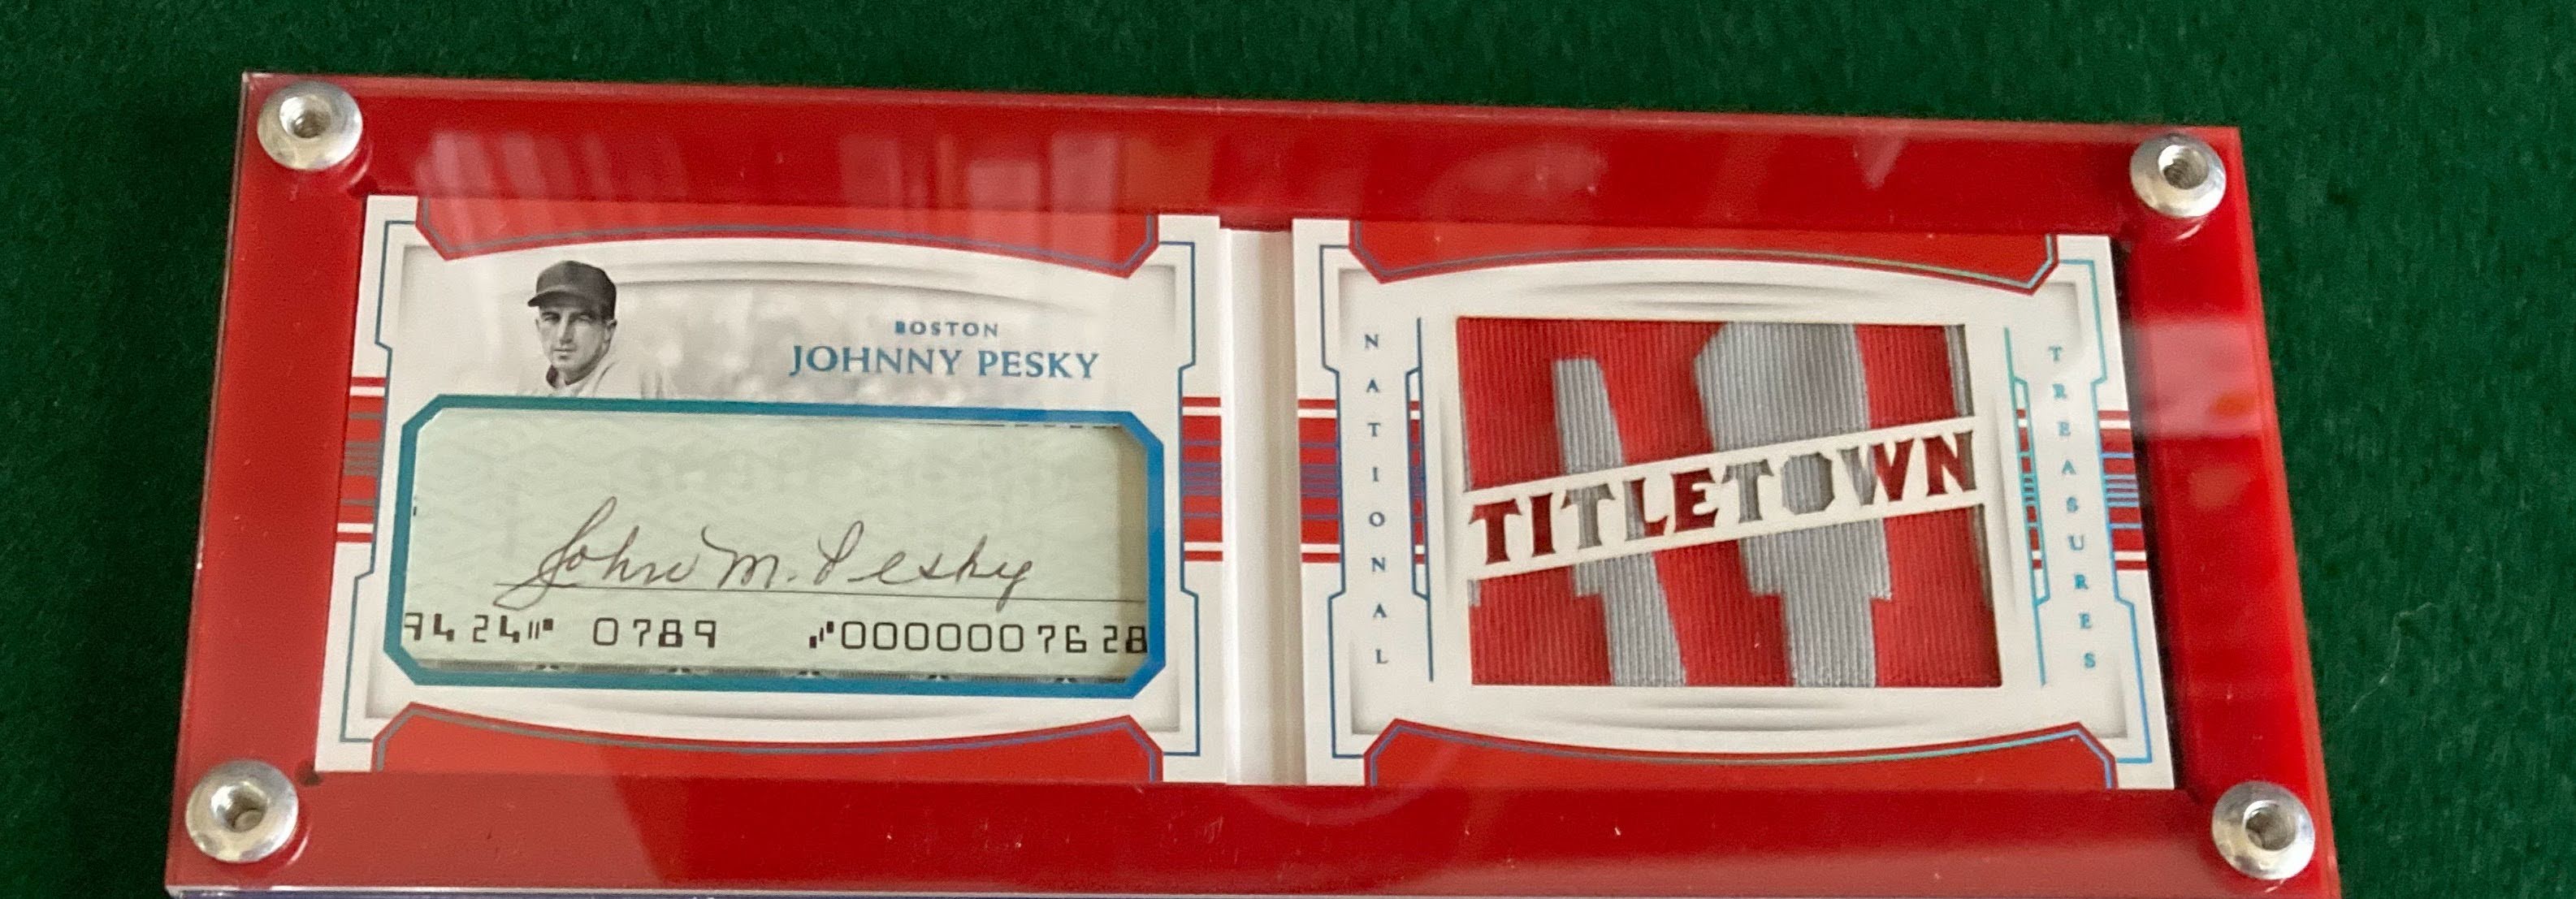 BOSTON
JOHNNY PESKY
John M. Pesky
9424⑈ 0789 ⑈0000007628
NATIONAL
TITLETOWN
TREASURES